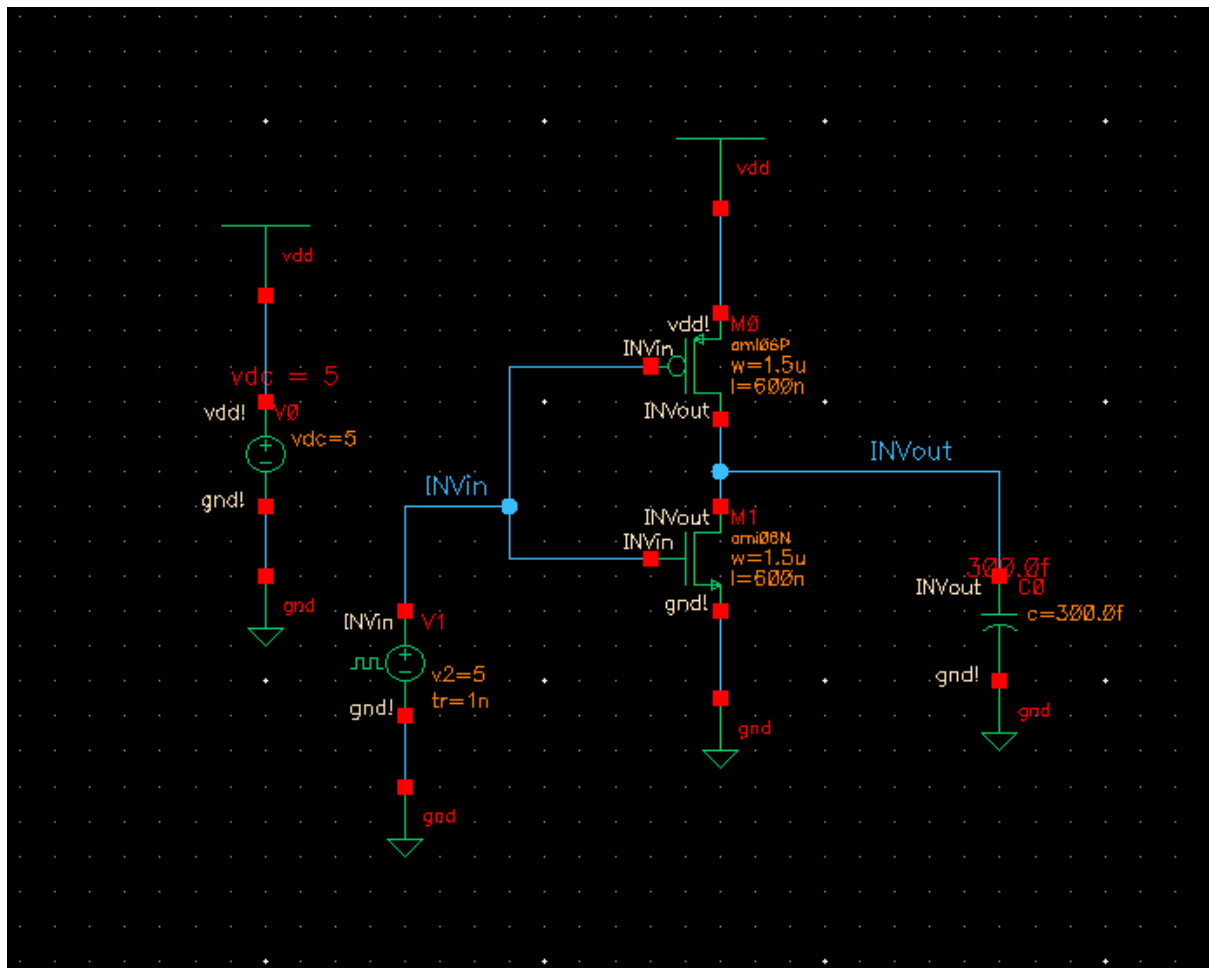 vdd
vdd
vdc = 5
vdd!
V0
vdc=5
gnd!
gnd
INVin
INVin
V1
v2=5
tr=1n
gnd!
gnd
vdd!
M0
ami06P
w=1.5u
l=600n
INVin
INVout
INVout
INVout
M1
INVin
ami06N
w=1.5u
l=600n
gnd!
gnd
300.0f
INVout
C0
c=300.0f
gnd!
gnd